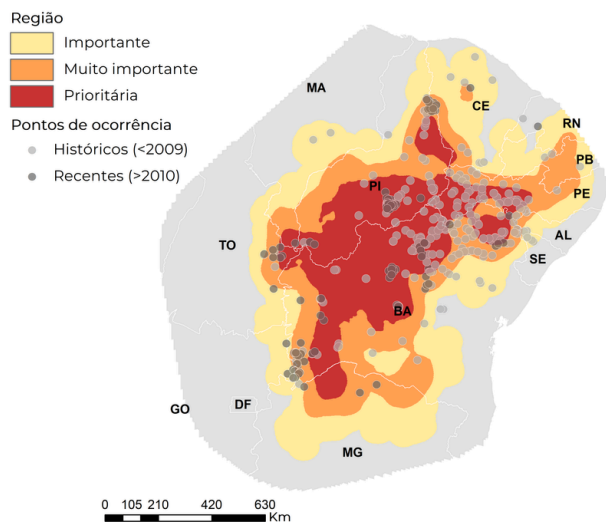 Região
Importante
Muito importante
Prioritária
Pontos de ocorrência
Históricos (<2009)
Recentes (>2010)
MA
CE
RN
PB
PI
PE
AL
TO
SE
BA
DF
GO
MG
0 105 210 420 630
Km